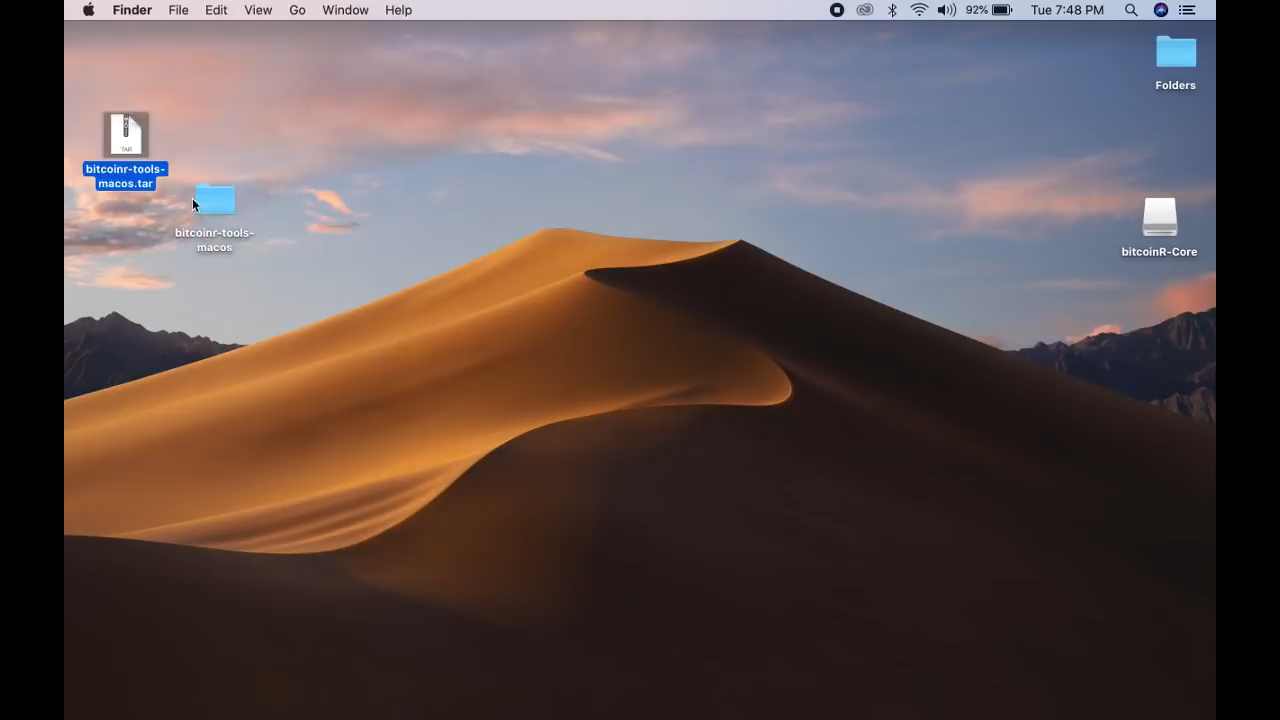 Finder File Edit View Go Window Help 92% Tue 7:48 PM
Folders
TAR
bitcoinr-tools-
macos.tar
bitcoinr-tools-
macos
bitcoinR-Core